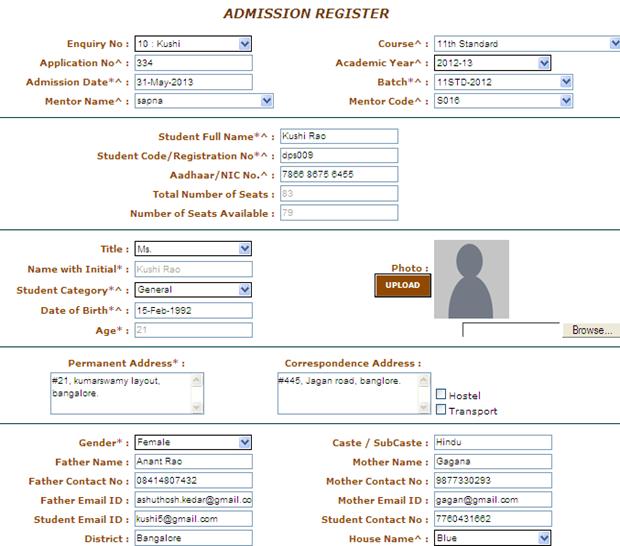 ADMISSION REGISTER
Enquiry No : 10 : Kushi Course^ : 11th Standard
Application No^ : 334 Academic Year^ : 2012-13
Admission Date*^ : 31-May-2013 Batch*^ : 11STD-2012
Mentor Name^ : sapna Mentor Code^ : S016
Student Full Name*^ : Kushi Rao
Student Code/Registration No*^ : dps009
Aadhaar/NIC No.^ : 7866 8675 6455
Total Number of Seats : 83
Number of Seats Available : 79
Title : Ms.
Name with Initial* : Kushi Rao Photo :
Student Category*^ : General UPLOAD
Date of Birth*^ : 15-Feb-1992
Age* : 21 Browse...
Permanent Address* : Correspondence Address :
#21, kumarswamy layout, #445, Jagan road, banglore.
bangalore. Hostel
Transport
Gender* : Female Caste / SubCaste : Hindu
Father Name : Anant Rao Mother Name : Gagana
Father Contact No : 08414807432 Mother Contact No : 9877330293
Father Email ID : ashuthosh.kedar@gmail.co Mother Email ID : gagan@gmail.com
Student Email ID : kushi5@gmail.com Student Contact No : 7760431662
District : Bangalore House Name^ : Blue